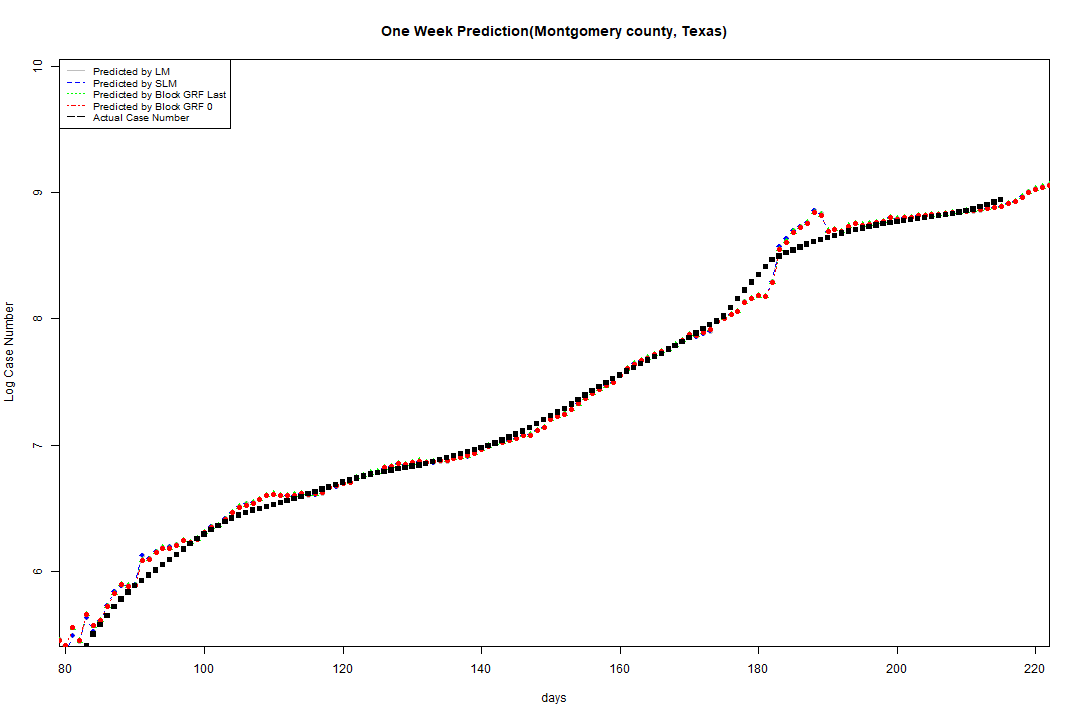 One Week Prediction(Montgomery county, Texas)
Predicted by LM
Predicted by SLM
Predicted by Block GRF Last
Predicted by Block GRF 0
Actual Case Number
10
9
8
7
6
Log Case Number
80 100 120 140 160 180 200 220
days